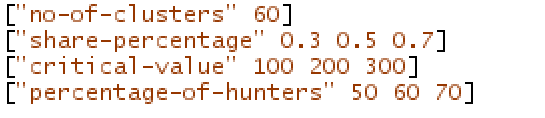 ["no-of-clusters" 60]
["share-percentage" 0.3 0.5 0.7]
["critical-value" 100 200 300]
["percentage-of-hunters" 50 60 70]